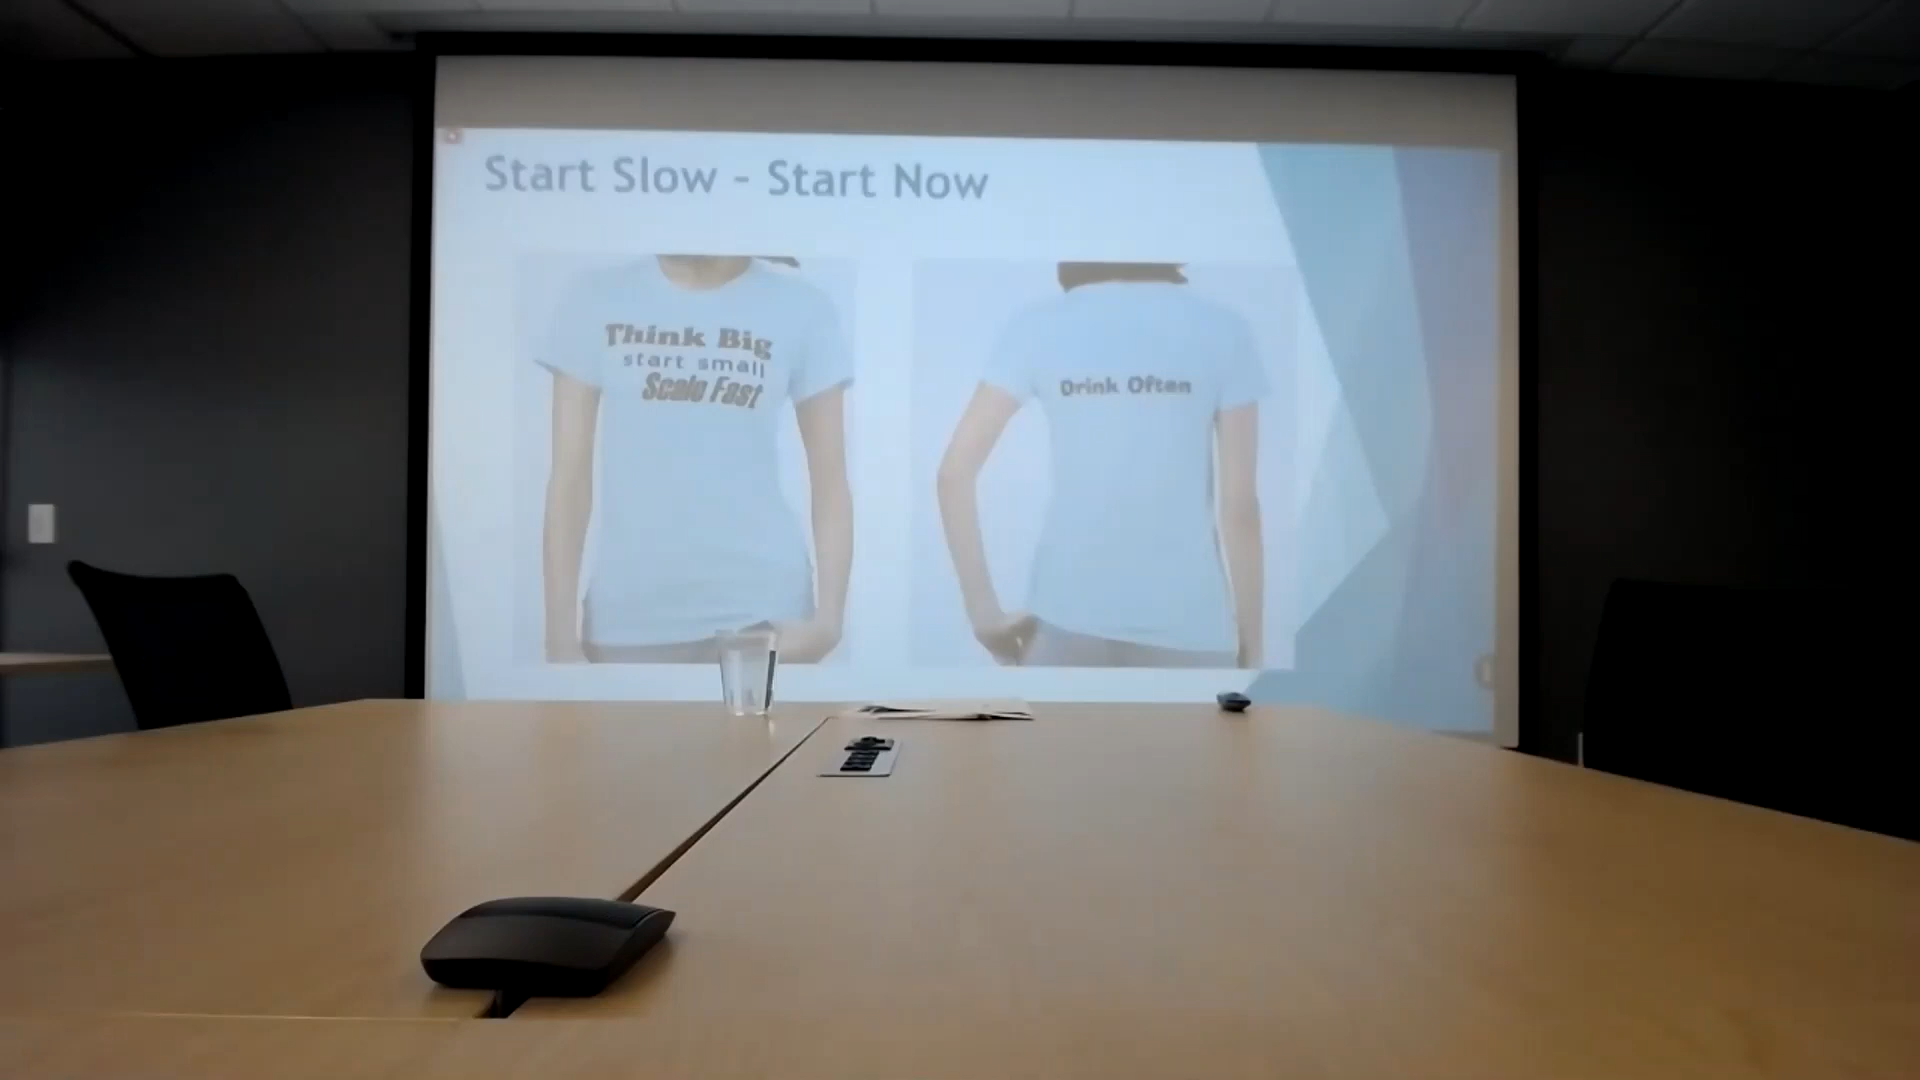 Start Slow - Start Now
Think Big
start small
Scale Fast
Drink Often